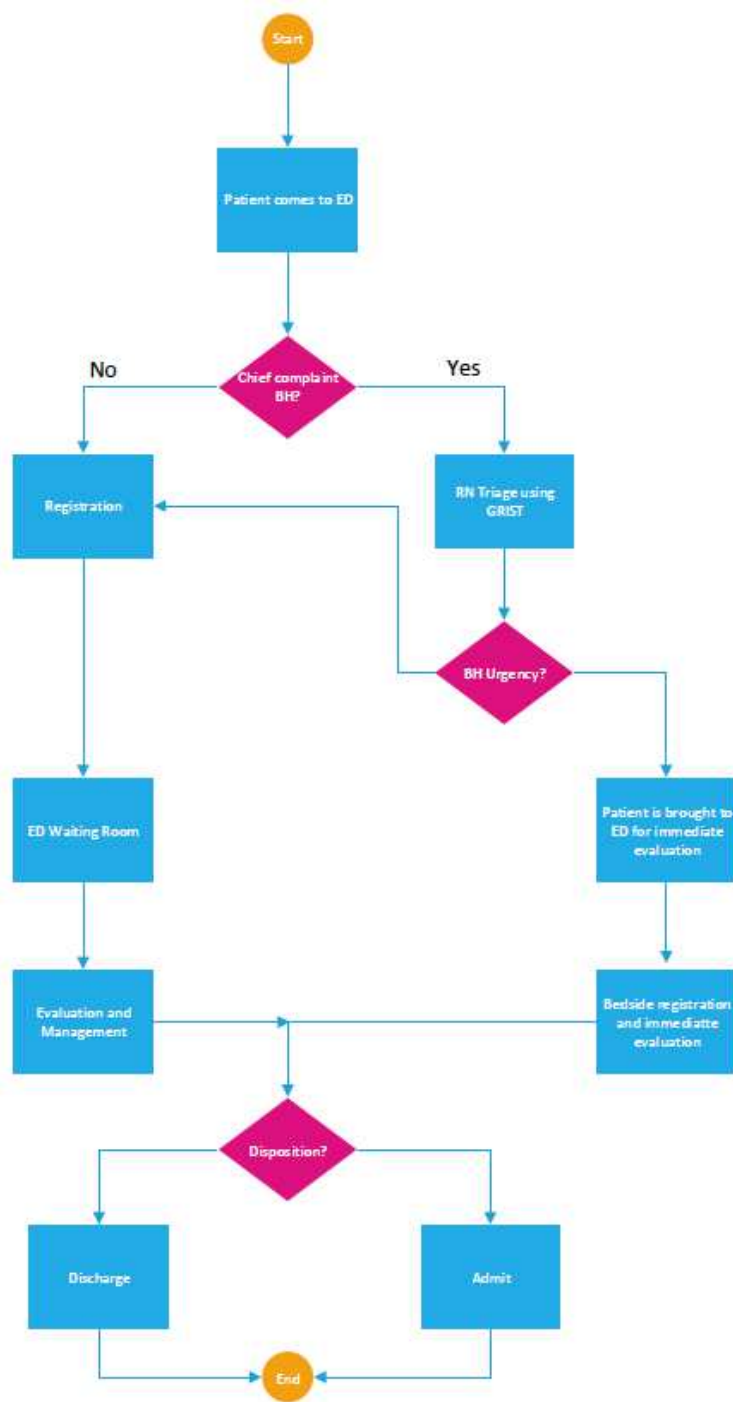 Start
Patient comes to ED
No
Chief complaint
BH?
Yes
Registration
RN Triage using
GRIST
BH Urgency?
ED Waiting Room
Patient is brought to
ED for immediate
evaluation
Evaluation and
Management
Bedside registration
and immediatte
evaluation
Disposition?
Discharge
Admit
End